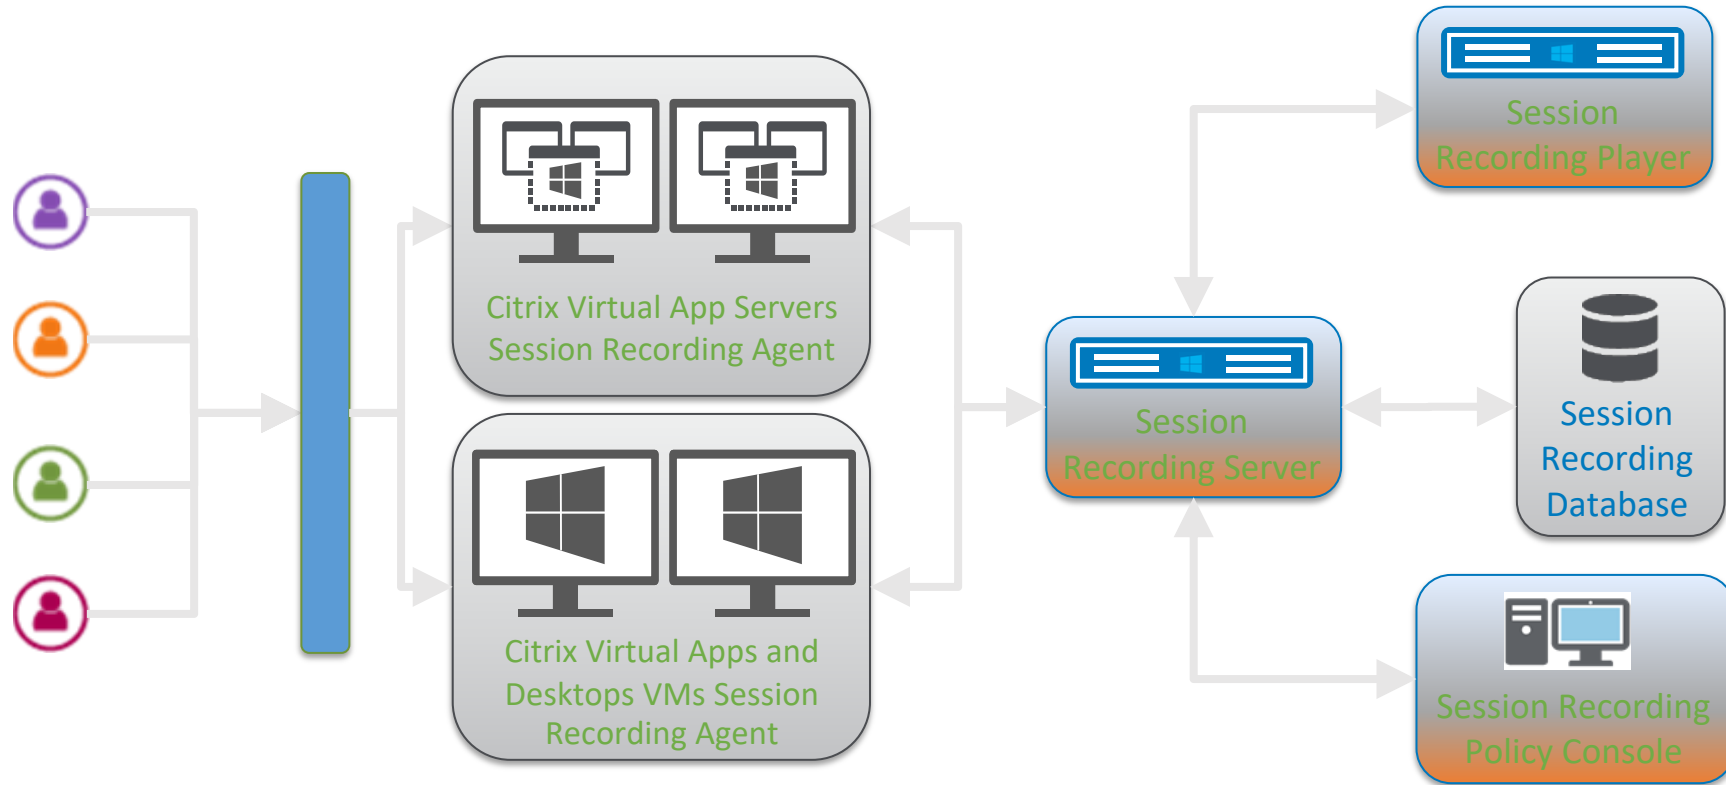 Citrix Virtual App Servers
Session Recording Agent
Citrix Virtual Apps and
Desktops VMs Session
Recording Agent
Session
Recording Server
Session
Recording Player
Session
Recording
Database
Session Recording
Policy Console